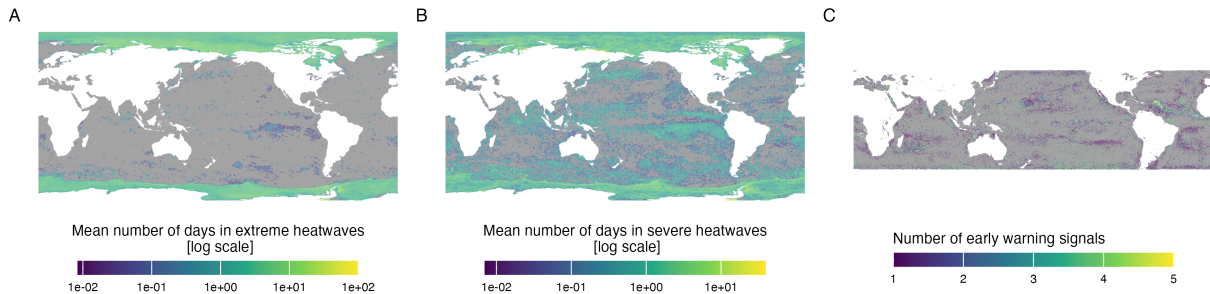 A
B
C
Mean number of days in extreme heatwaves
[log scale]
1e-02 1e-01 1e+00 1e+01 1e+02
Mean number of days in severe heatwaves
[log scale]
1e-02 1e-01 1e+00 1e+01
Number of early warning signals
1 2 3 4 5